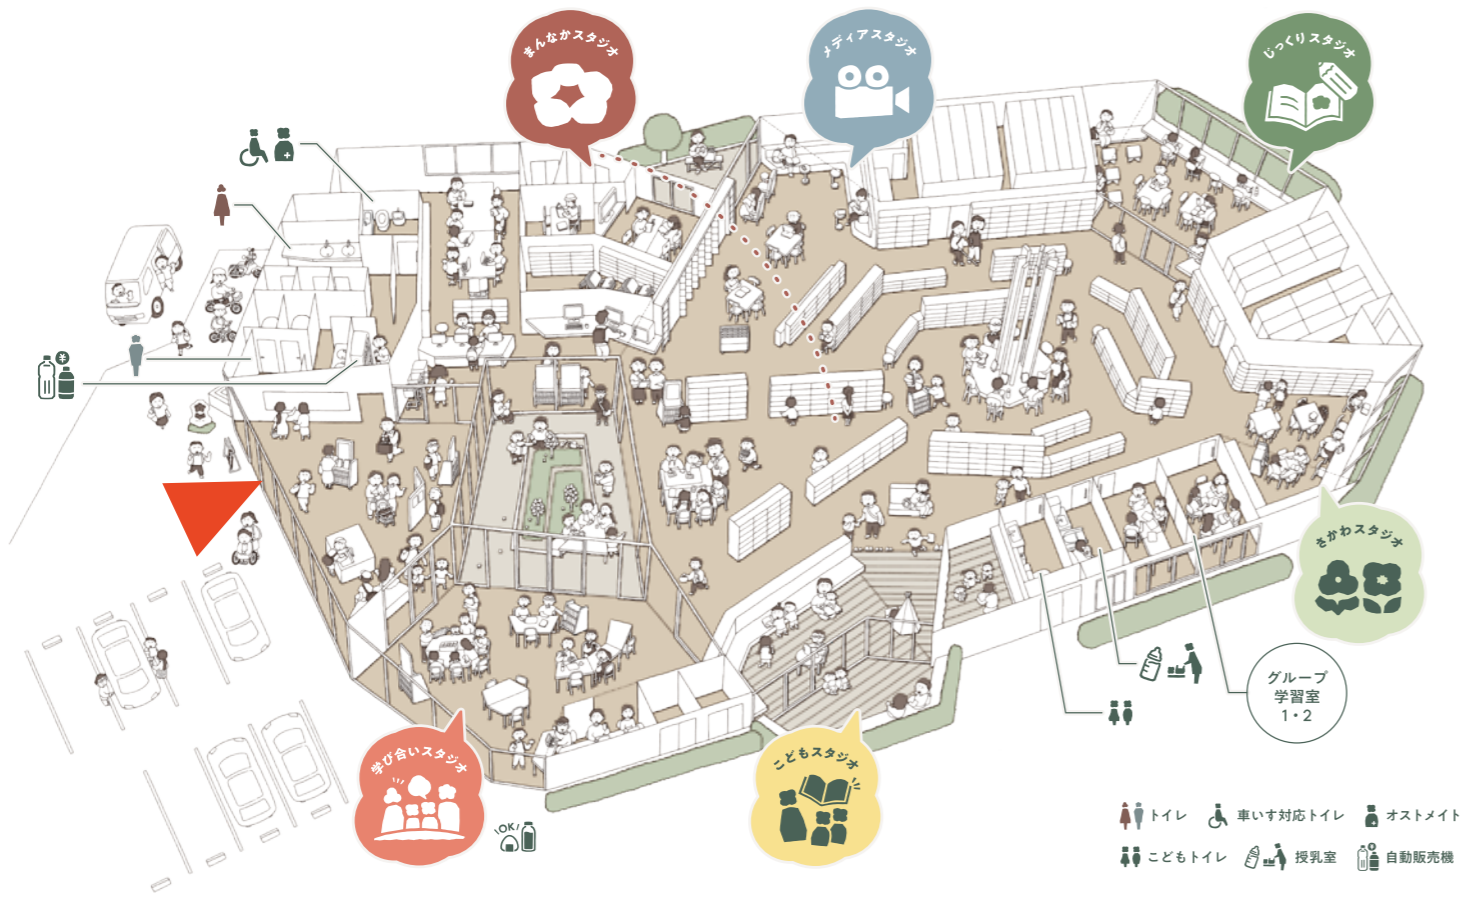 まんなかスタジオ
メディアスタジオ
じっくりスタジオ
¥
さかわスタジオ
グループ
学習室
1・2
学び合いスタジオ
こどもスタジオ
OK!
トイレ
車いす対応トイレ
オストメイト
こどもトイレ
授乳室
自動販売機